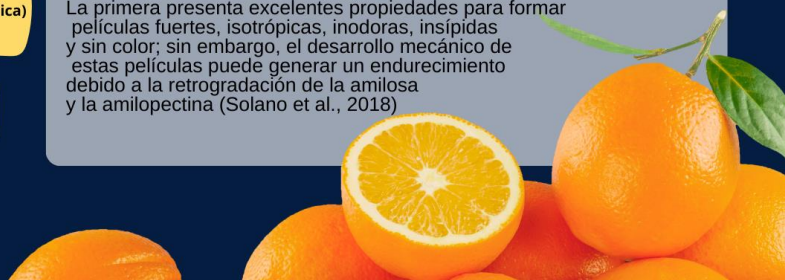 ica)
La primera presenta excelentes propiedades para formar
películas fuertes, isotrópicas, inodoras, insípidas
y sin color; sin embargo, el desarrollo mecánico de
estas películas puede generar un endurecimiento
debido a la retrogradación de la amilosa
y la amilopectina (Solano et al., 2018)